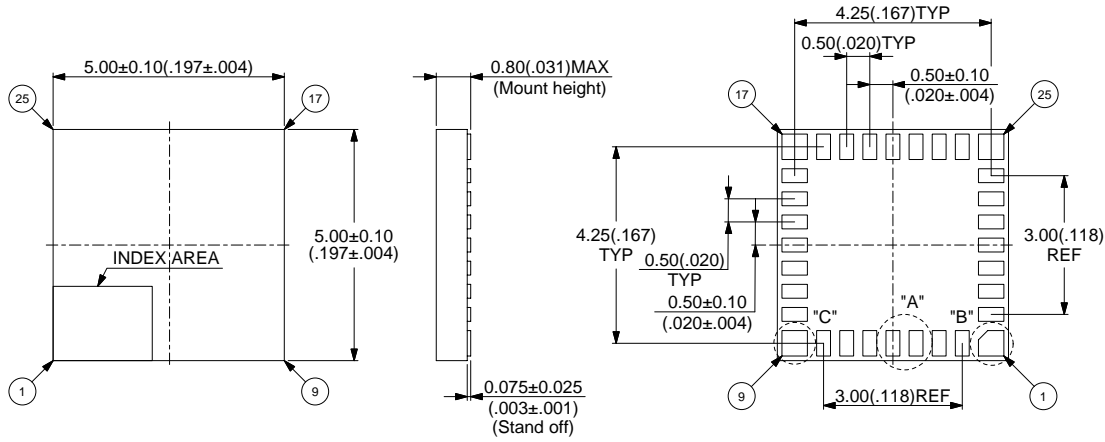 5.00±0.10(.197±.004)
25
17
5.00±0.10
(.197±.004)
INDEX AREA
1
9
0.80(.031)MAX
(Mount height)
0.075±0.025
(.003±.001)
(Stand off)
4.25(.167)TYP
0.50(.020)TYP
0.50±0.10
(.020±.004)
17
25
4.25(.167)
TYP
0.50(.020)
TYP
0.50±0.10
(.020±.004)
3.00(.118)
REF
"C"
"A"
"B"
9
1
3.00(.118)REF